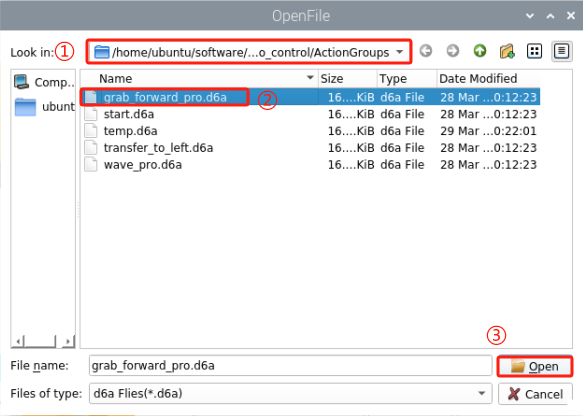 OpenFile
Look in: ① /home/ubuntu/software/...o_control/ActionGroups
Comp... Name Size Type Date Modified
ubunt grab_forward_pro.d6a ② 16....KiB d6a File 28 Mar ...0:12:23
start.d6a 16....KiB d6a File 28 Mar ...0:12:23
temp.d6a 16....KiB d6a File 29 Mar ...0:22:01
transfer_to_left.d6a 16....KiB d6a File 28 Mar ...0:12:23
wave_pro.d6a 16....KiB d6a File 28 Mar ...0:12:23
③
File name: grab_forward_pro.d6a Open
Files of type: d6a Flies(*.d6a) Cancel